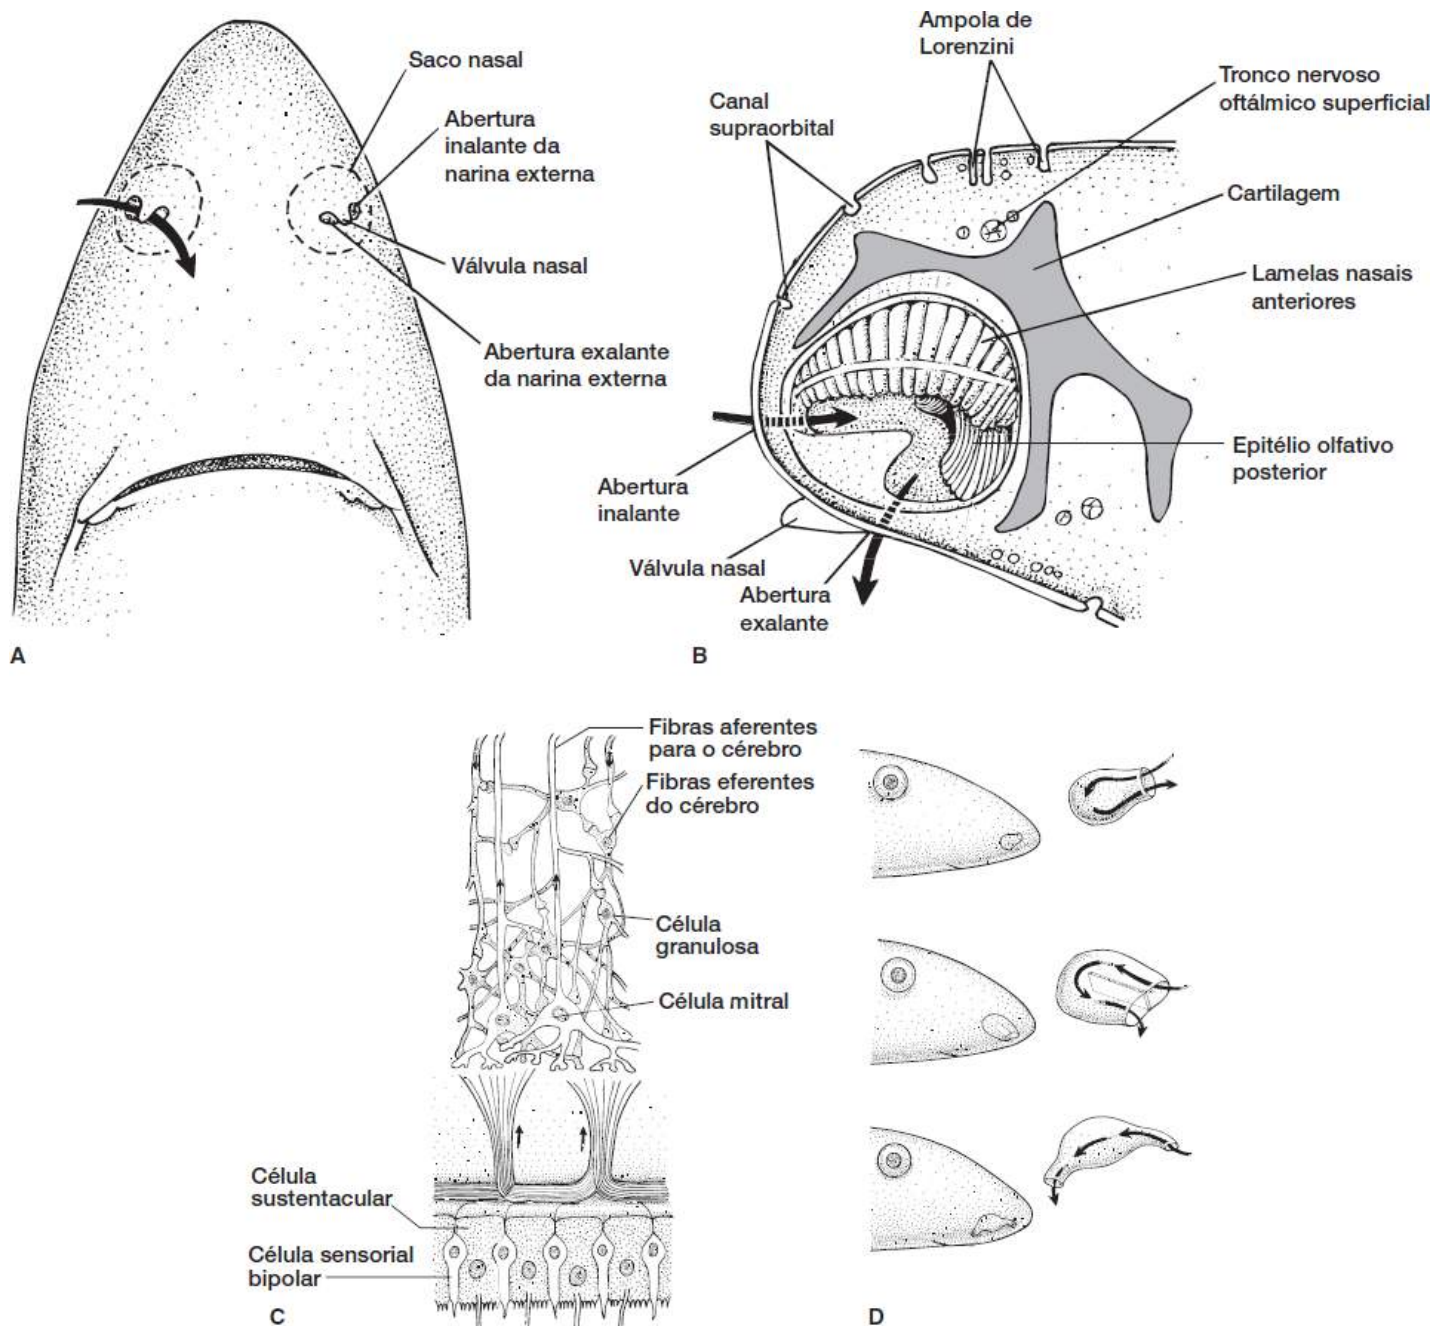 Saco nasal
Abertura
inalante da
narina externa
Válvula nasal
Abertura exalante
da narina externa
A
Ampola de
Lorenzini
Canal
supraorbital
Tronco nervoso
oftálmico superficial
Cartilagem
Lamelas nasais
anteriores
Epitélio olfativo
posterior
Abertura
inalante
Válvula nasal
Abertura
exalante
B
Fibras aferentes
para o cérebro
Fibras eferentes
do cérebro
Célula
granulosa
Célula mitral
Célula
sustentacular
Célula sensorial
bipolar
C
D